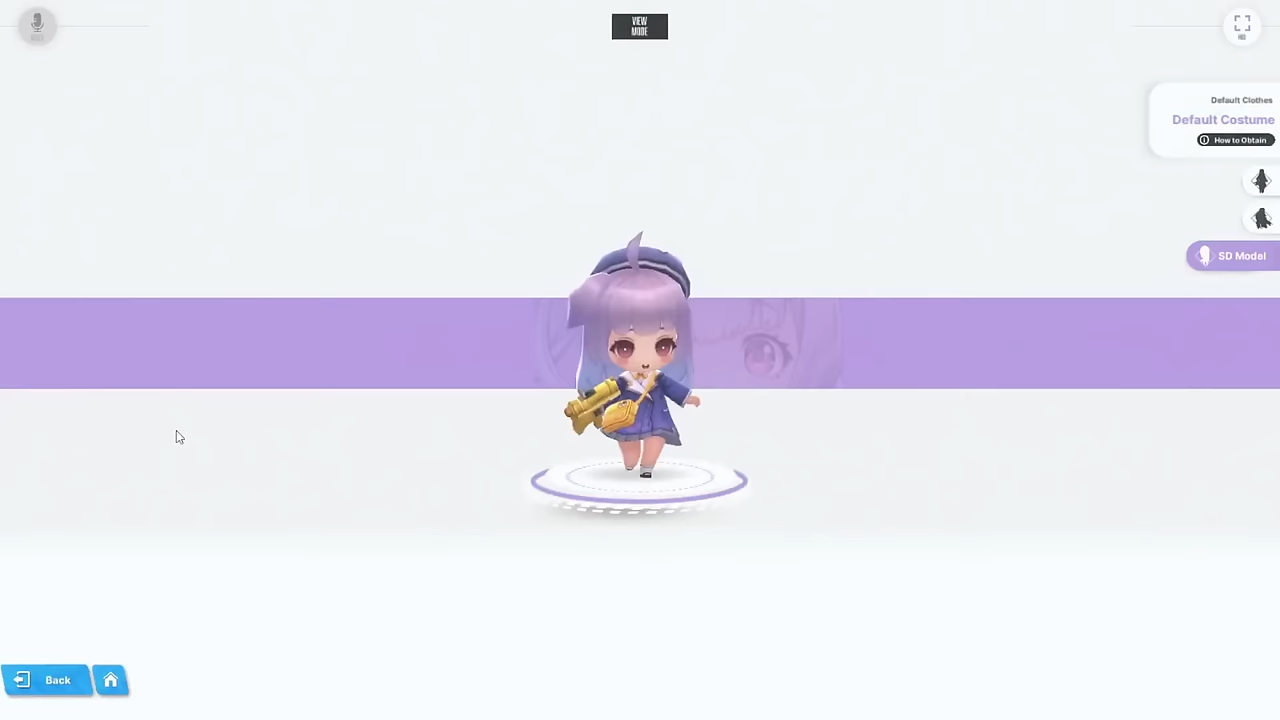 VIEW
MODE
Default Clothes
Default Costume
How to Obtain
SD Model
Back